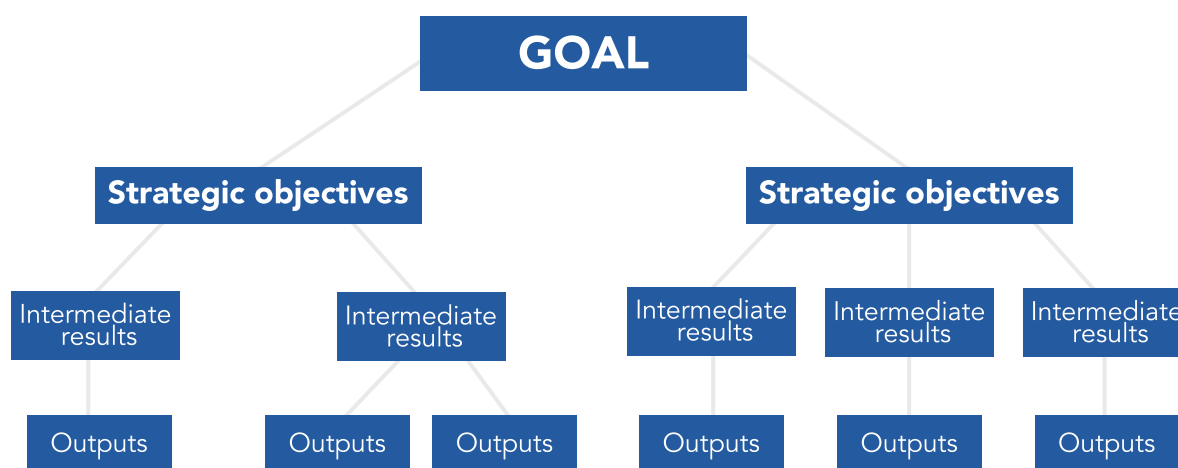 GOAL
Strategic objectives
Strategic objectives
Intermediate
results
Intermediate
results
Intermediate
results
Intermediate
results
Intermediate
results
Outputs
Outputs
Outputs
Outputs
Outputs
Outputs